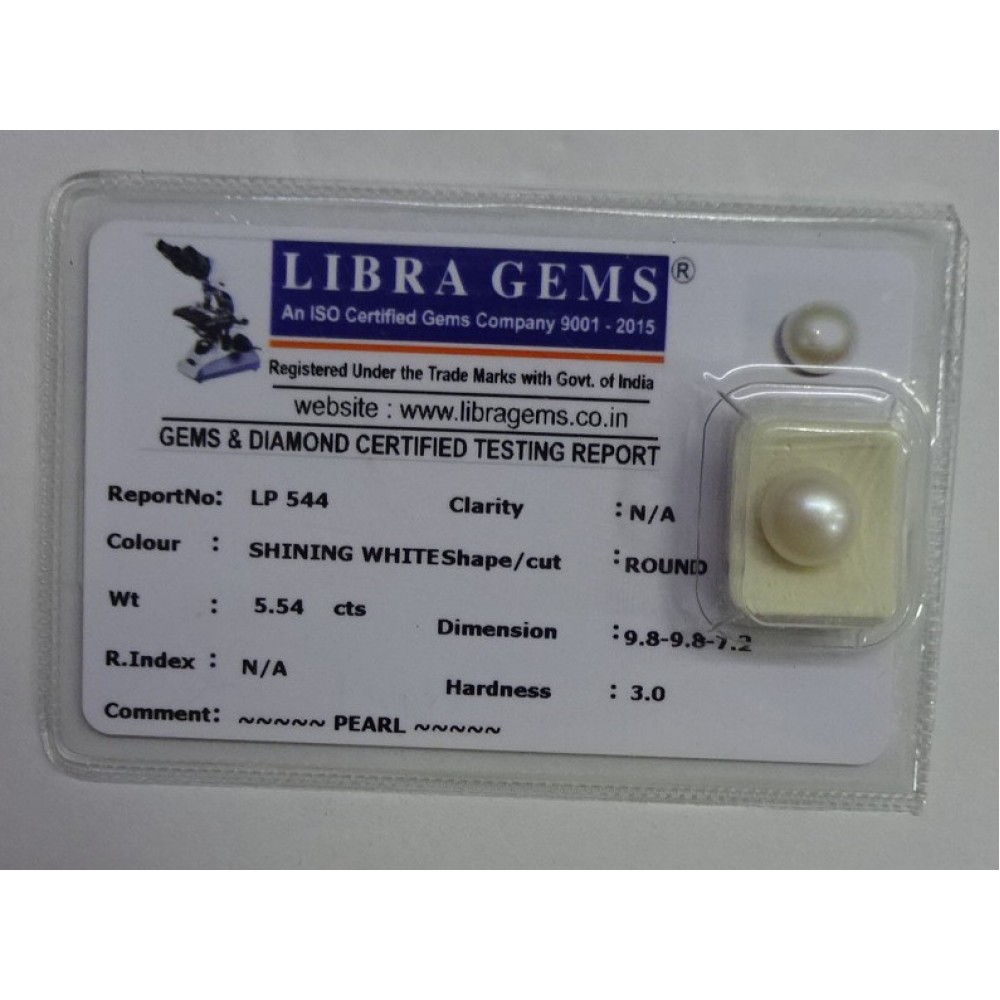 LIBRA GEMS ®
An ISO Certified Gems Company 9001 - 2015
Registered Under the Trade Marks with Govt. of India
website : www.libragems.co.in
GEMS & DIAMOND CERTIFIED TESTING REPORT
ReportNo: LP 544 Clarity : N/A
Colour : SHINING WHITE Shape/cut : ROUND
Wt : 5.54 cts Dimension : 9.8-9.8-7.2
R.Index : N/A Hardness : 3.0
Comment: ~~~~~ PEARL ~~~~~